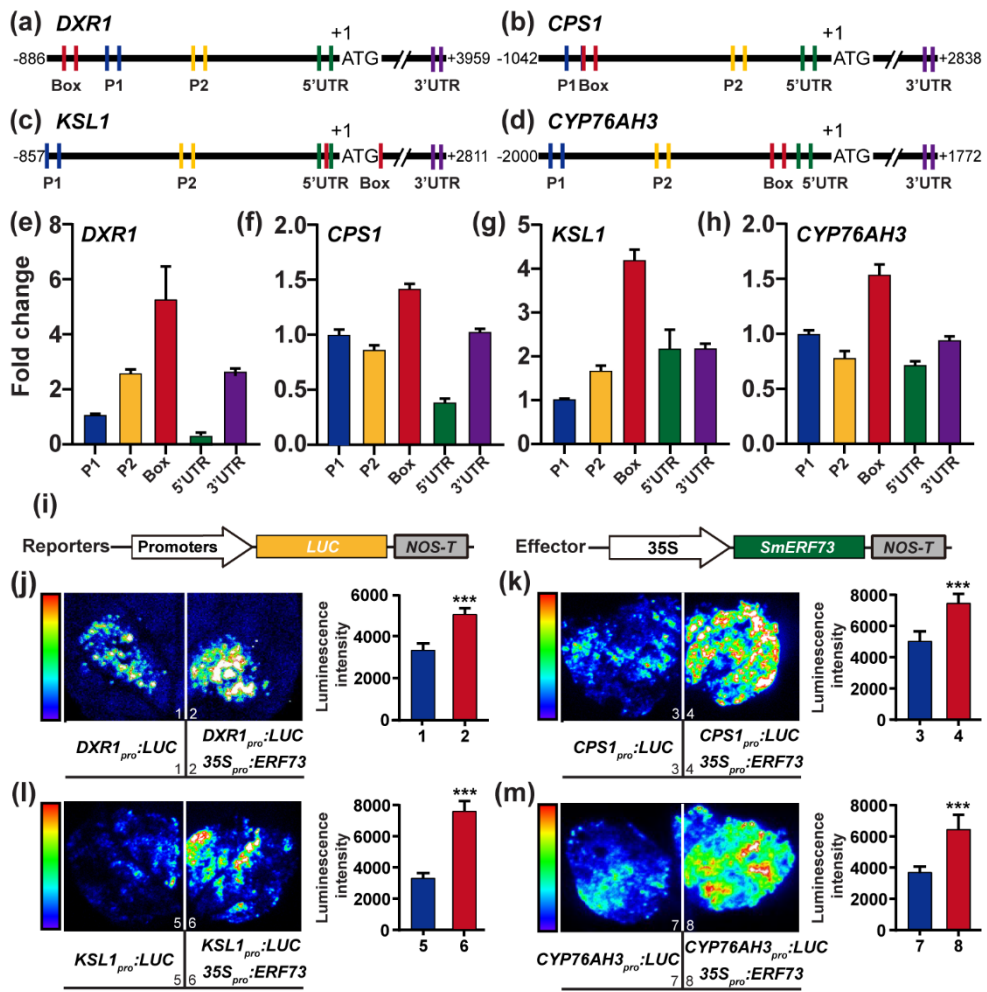 (a) DXR1
+1
-886 ATG +3959
Box P1 P2 5'UTR 3'UTR
(b) CPS1
+1
-1042 ATG +2838
P1 Box P2 5'UTR 3'UTR
(c) KSL1
+1
-857 ATG +2811
P1 P2 5'UTR Box 3'UTR
(d) CYP76AH3
+1
-2000 ATG +1772
P1 P2 Box 5'UTR 3'UTR
(e) DXR1
Fold change
8
6
4
2
0
P1 P2 Box 5'UTR 3'UTR
(f) CPS1
2.0
1.5
1.0
0.5
0.0
P1 P2 Box 5'UTR 3'UTR
(g) KSL1
5
4
3
2
1
0
P1 P2 Box 5'UTR 3'UTR
(h) CYP76AH3
2.0
1.5
1.0
0.5
0.0
P1 P2 Box 5'UTR 3'UTR
(i)
Reporters Promoters LUC NOS-T
Effector 35S SmERF73 NOS-T
(j)
1 2
DXR1pro:LUC
1
DXR1pro:LUC
35Spro:ERF73
2
Luminescence
intensity
6000
4000
2000
0
***
1 2
(k)
3 4
CPS1pro:LUC
3
CPS1pro:LUC
35Spro:ERF73
4
Luminescence
intensity
8000
6000
4000
2000
0
***
3 4
(l)
5 6
KSL1pro:LUC
5
KSL1pro:LUC
35Spro:ERF73
6
Luminescence
intensity
8000
6000
4000
2000
0
***
5 6
(m)
7 8
CYP76AH3pro:LUC
7
CYP76AH3pro:LUC
35Spro:ERF73
8
Luminescence
intensity
8000
6000
4000
2000
0
***
7 8